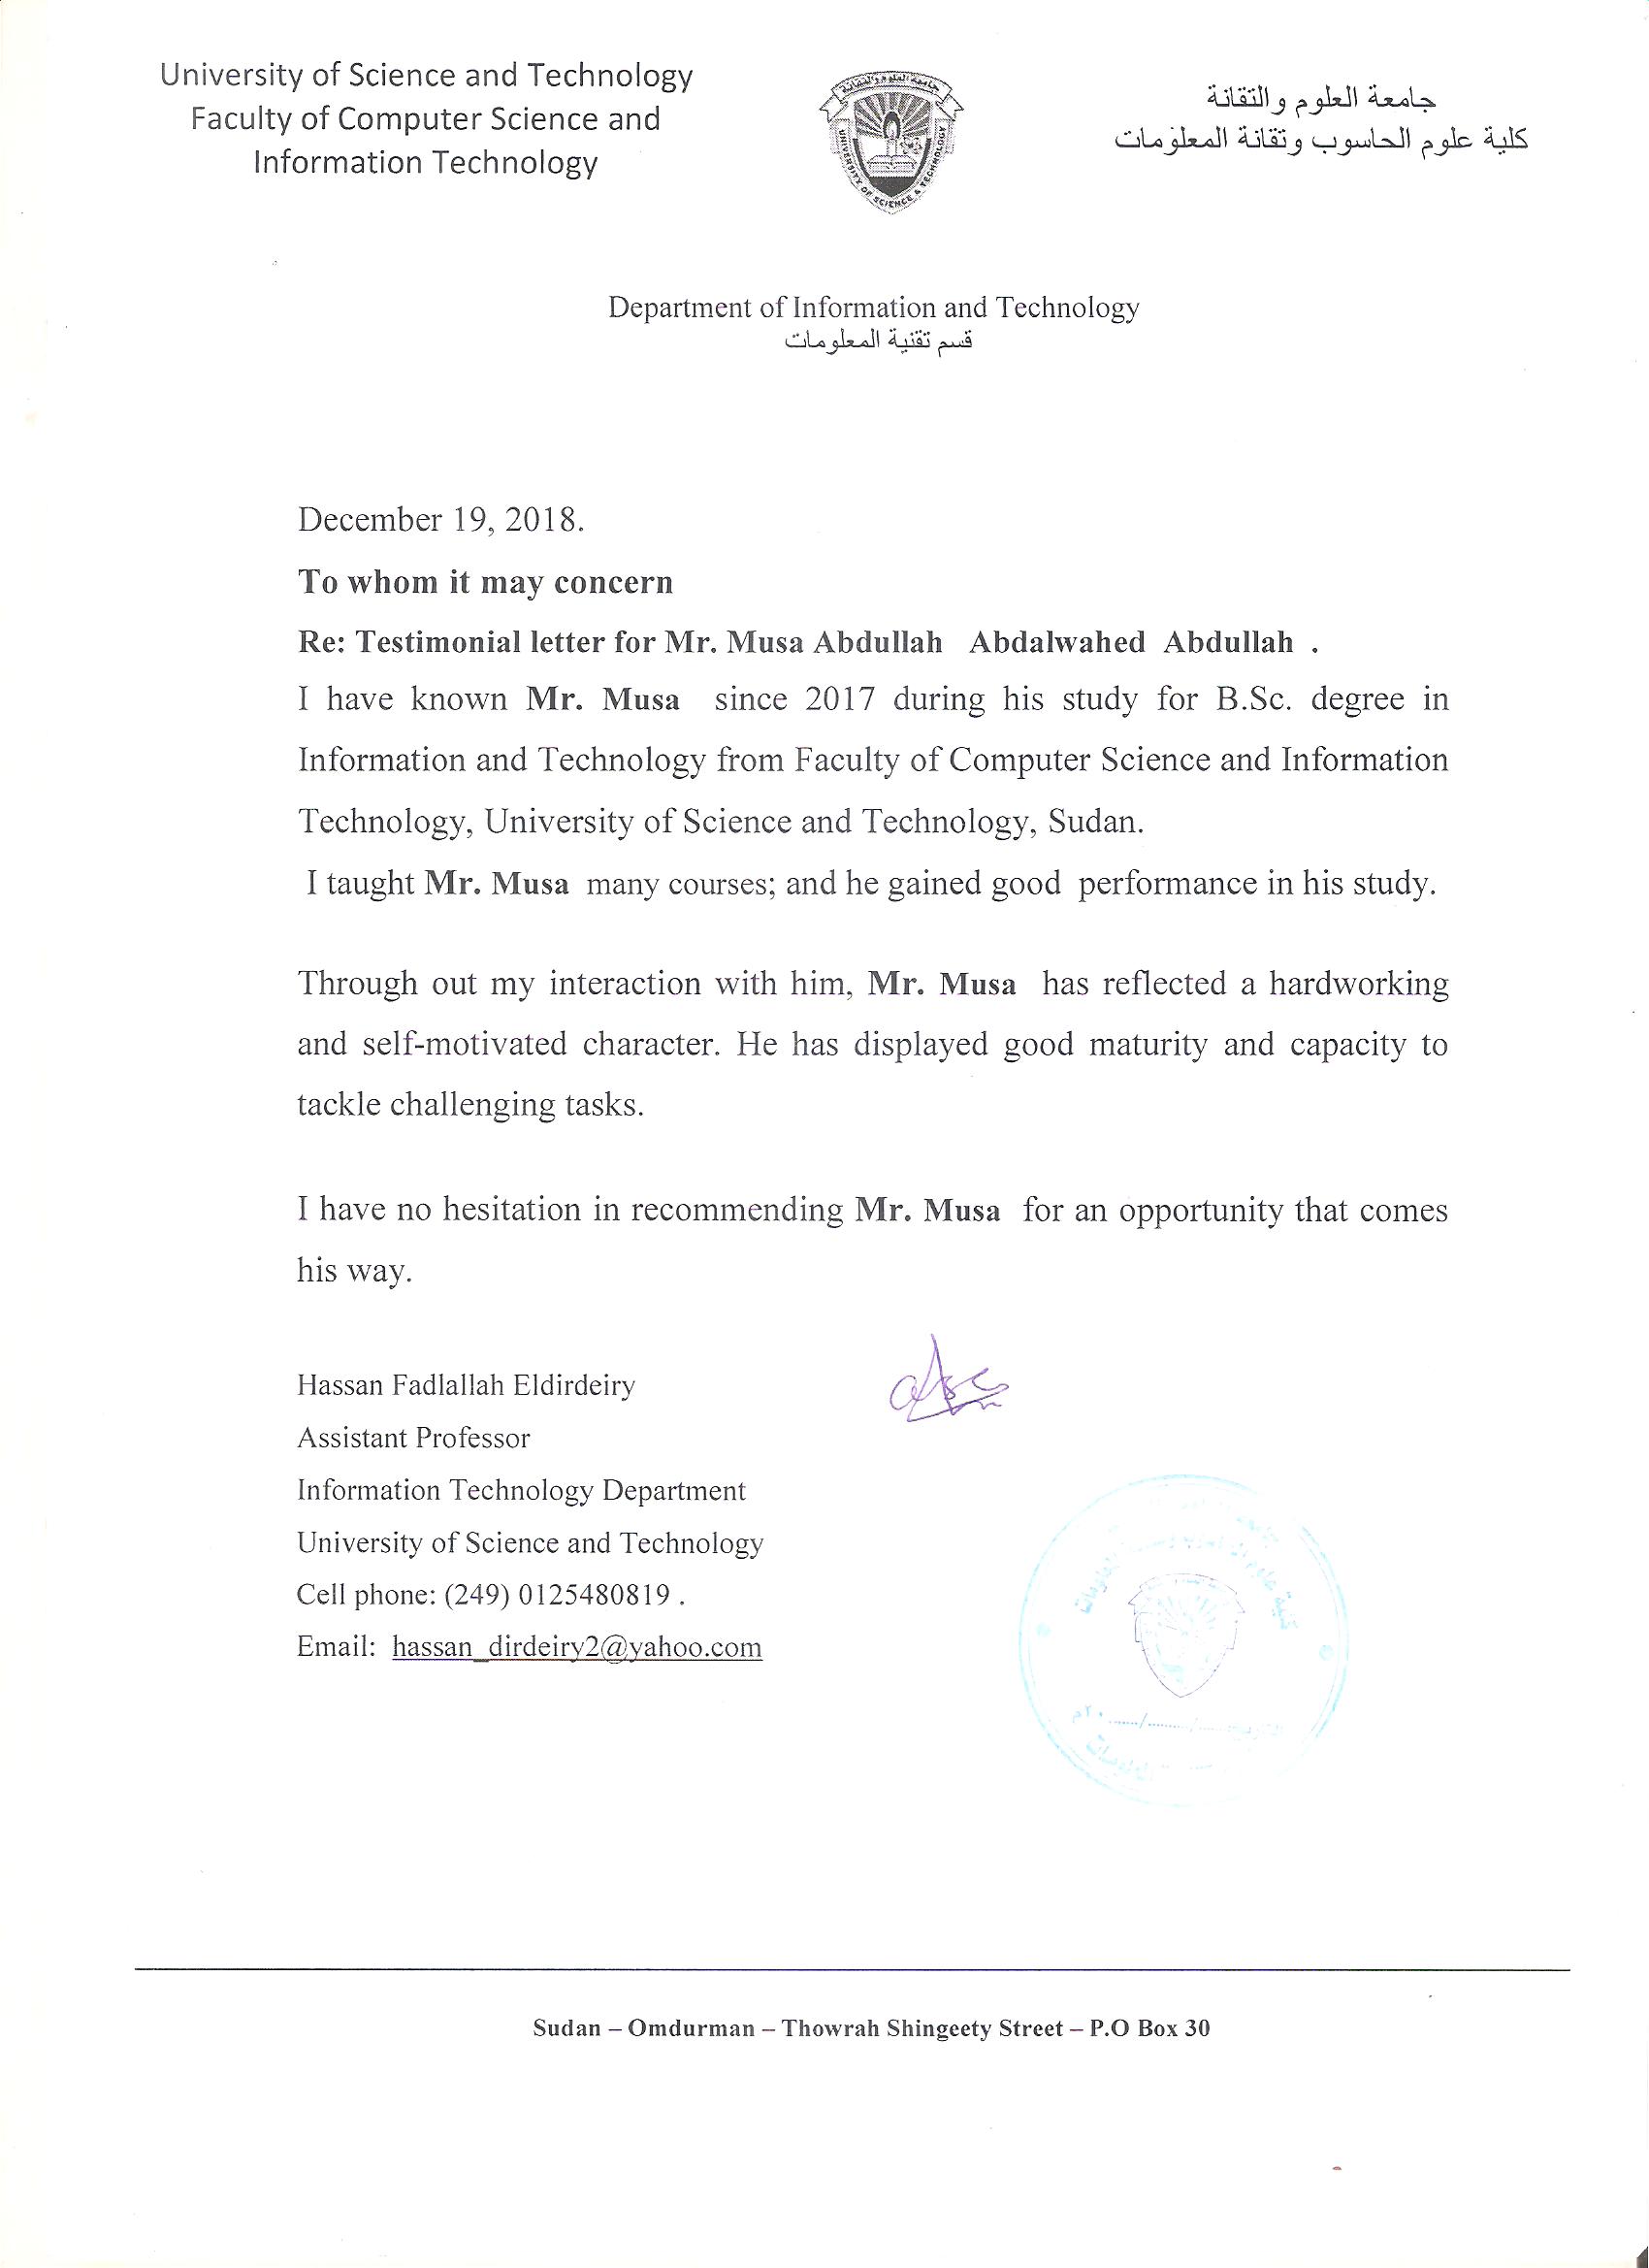 University of Science and Technology
Faculty of Computer Science and
Information Technology
جامعة العلوم والتقانة
كلية علوم الحاسوب وتقانة المعلومات
جامعة العلوم والتقانة
UNIVERSITY OF SCIENCE & TECHNOLOGY
Department of Information and Technology
قسم تقنية المعلومات
December 19, 2018.
To whom it may concern
Re: Testimonial letter for Mr. Musa Abdullah Abdalwahed Abdullah .
I have known Mr. Musa since 2017 during his study for B.Sc. degree in
Information and Technology from Faculty of Computer Science and Information
Technology, University of Science and Technology, Sudan.
I taught Mr. Musa many courses; and he gained good performance in his study.
Through out my interaction with him, Mr. Musa has reflected a hardworking
and self-motivated character. He has displayed good maturity and capacity to
tackle challenging tasks.
I have no hesitation in recommending Mr. Musa for an opportunity that comes
his way.
Hassan Fadlallah Eldirdeiry
Assistant Professor
Information Technology Department
University of Science and Technology
Cell phone: (249) 0125480819 .
Email: hassan_dirdeiry2@yahoo.com
Sudan – Omdurman – Thowrah Shingeety Street – P.O Box 30